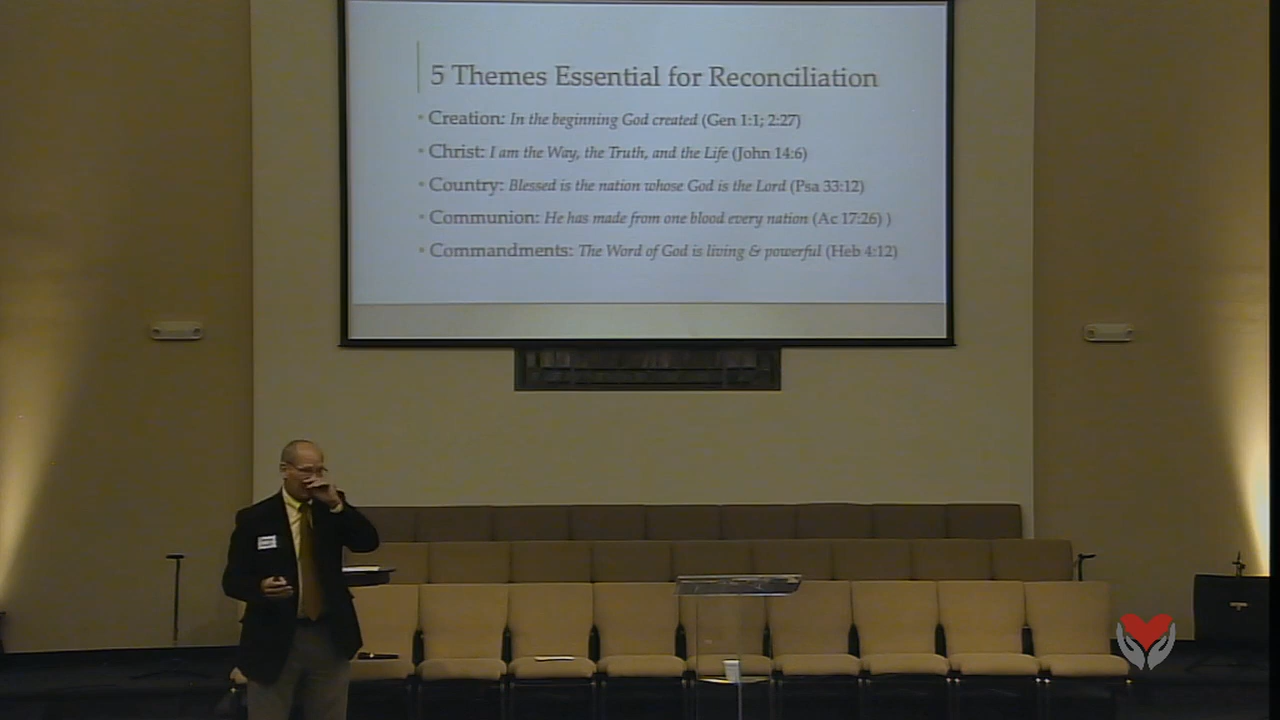 5 Themes Essential for Reconciliation
• Creation: In the beginning God created (Gen 1:1; 2:27)
• Christ: I am the Way, the Truth, and the Life (John 14:6)
• Country: Blessed is the nation whose God is the Lord (Psa 33:12)
• Communion: He has made from one blood every nation (Ac 17:26) )
• Commandments: The Word of God is living & powerful (Heb 4:12)